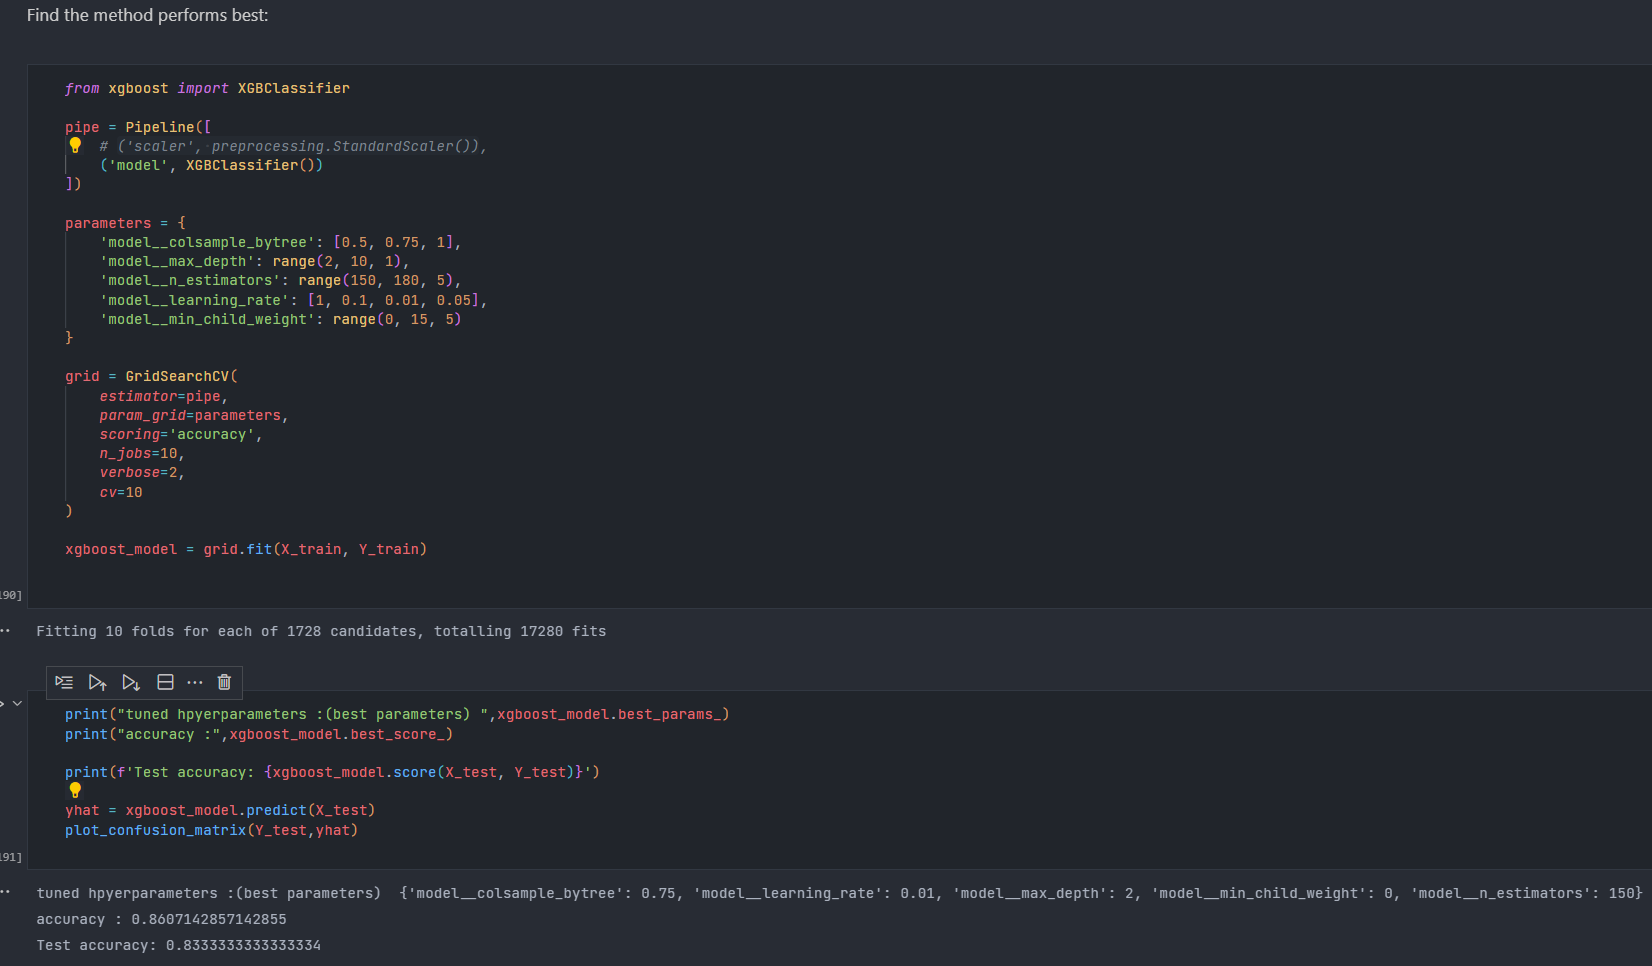 Find the method performs best:
from xgboost import XGBClassifier
pipe = Pipeline([
# ('scaler', preprocessing.StandardScaler()),
('model', XGBClassifier())
])
parameters = {
'model__colsample_bytree': [0.5, 0.75, 1],
'model__max_depth': range(2, 10, 1),
'model__n_estimators': range(150, 180, 5),
'model__learning_rate': [1, 0.1, 0.01, 0.05],
'model__min_child_weight': range(0, 15, 5)
}
grid = GridSearchCV(
estimator=pipe,
param_grid=parameters,
scoring='accuracy',
n_jobs=10,
verbose=2,
cv=10
)
xgboost_model = grid.fit(X_train, Y_train)
190]
Fitting 10 folds for each of 1728 candidates, totalling 17280 fits
print("tuned hpyerparameters :(best parameters) ",xgboost_model.best_params_)
print("accuracy :",xgboost_model.best_score_)
print(f'Test accuracy: {xgboost_model.score(X_test, Y_test)}')
yhat = xgboost_model.predict(X_test)
plot_confusion_matrix(Y_test,yhat)
191]
tuned hpyerparameters :(best parameters)  {'model__colsample_bytree': 0.75, 'model__learning_rate': 0.01, 'model__max_depth': 2, 'model__min_child_weight': 0, 'model__n_estimators': 150}
accuracy : 0.8607142857142855
Test accuracy: 0.8333333333333334